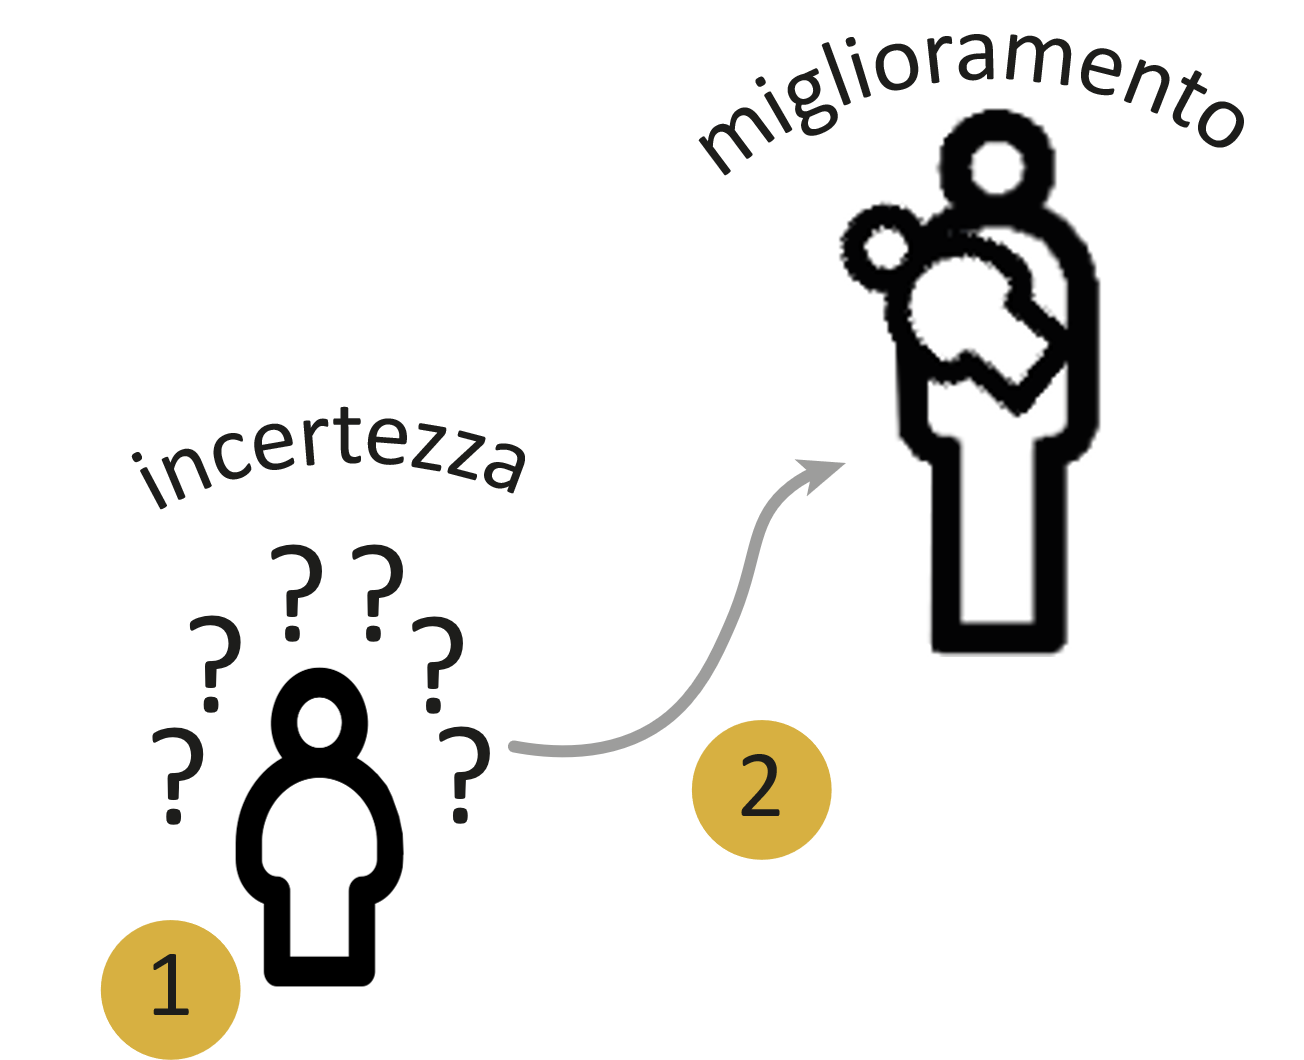 miglioramento
incertezza
? ?
? ?
? ?
2
1